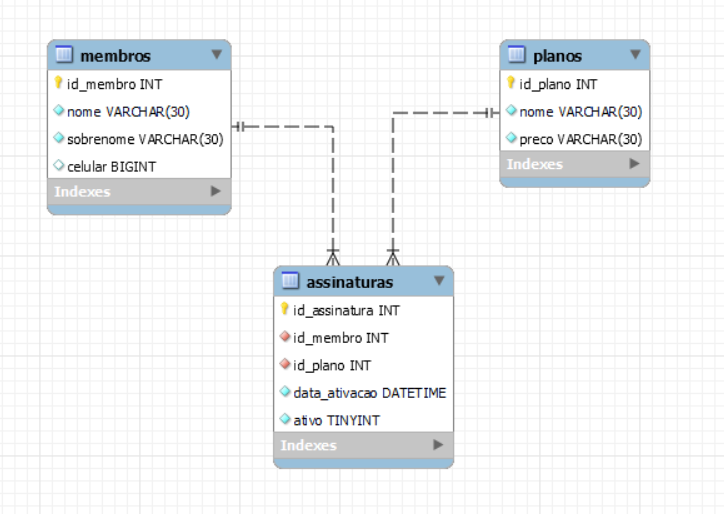 membros
id_membro INT
nome VARCHAR(30)
sobrenome VARCHAR(30)
celular BIGINT
Indexes
planos
id_plano INT
nome VARCHAR(30)
preco VARCHAR(30)
Indexes
assinaturas
id_assinatura INT
id_membro INT
id_plano INT
data_ativacao DATETIME
ativo TINYINT
Indexes